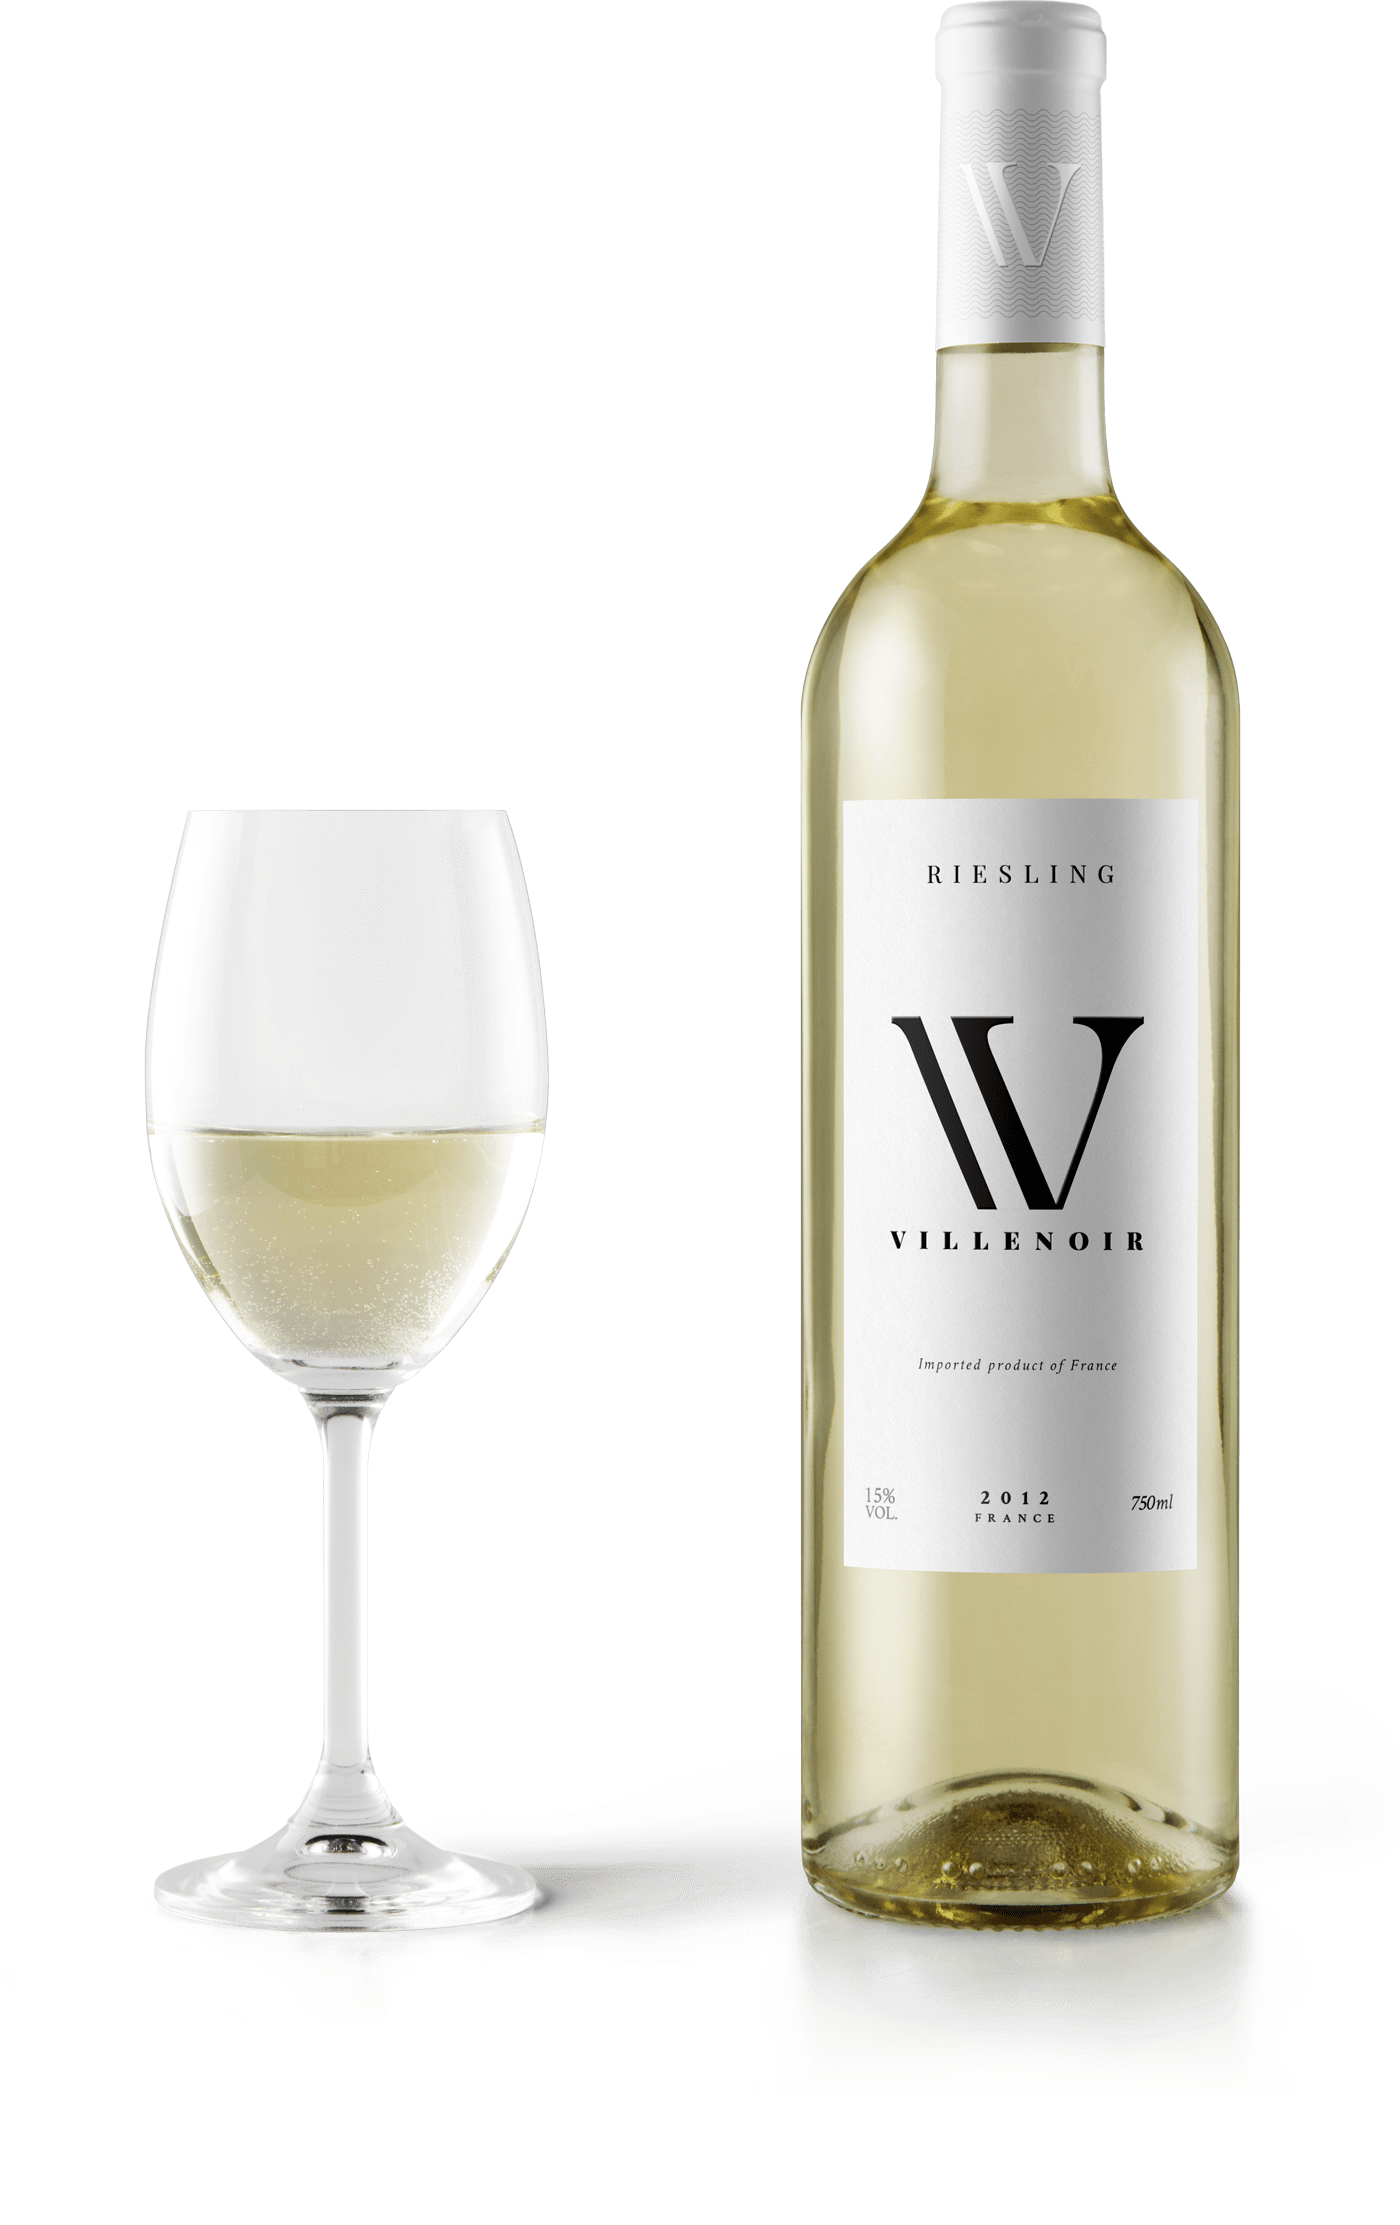 W
RIESLING
W
VILLENOIR
Imported product of France
15%
VOL.
2012
FRANCE
750ml